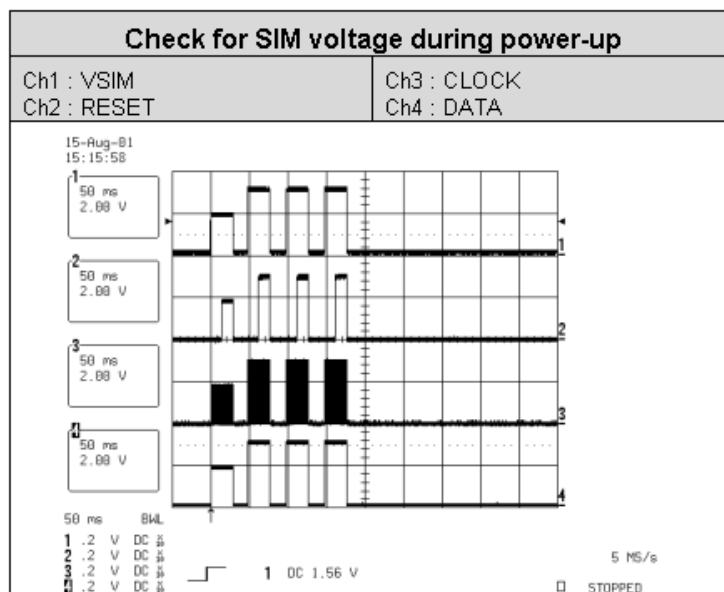 Check for SIM voltage during power-up
Ch1 : VSIM
Ch2 : RESET
Ch3 : CLOCK
Ch4 : DATA
15-Aug-01
15:15:58
1
50 ms
2.00 V
2
50 ms
2.00 V
3
50 ms
2.00 V
4
50 ms
2.00 V
1
2
3
4
50 ms BWL
1 .2 V DC
2 .2 V DC
3 .2 V DC
4 .2 V DC
1 DC 1.56 V
5 MS/s
STOPPED